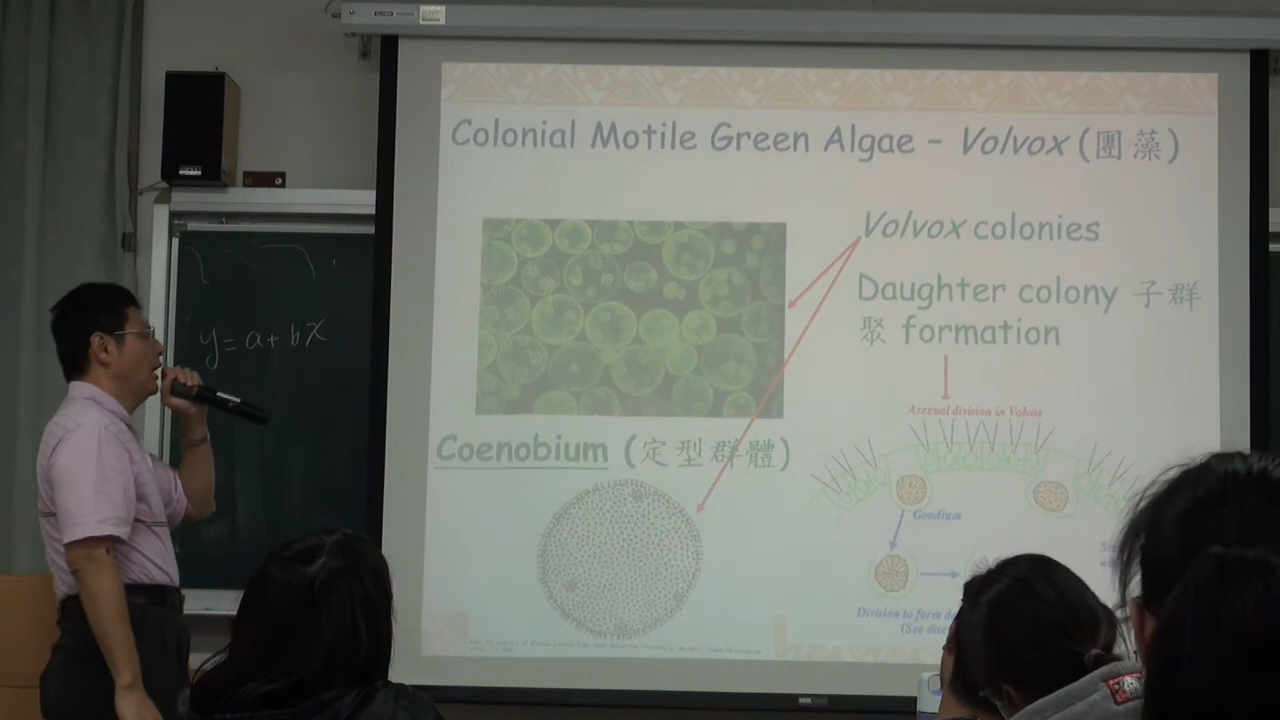 Colonial Motile Green Algae – Volvox (團藻)
y=a+bx
Volvox colonies
Daughter colony 子群
聚 formation
Asexual division in Volvox
Coenobium (定型群體)
Gonidium
Division to form
(See